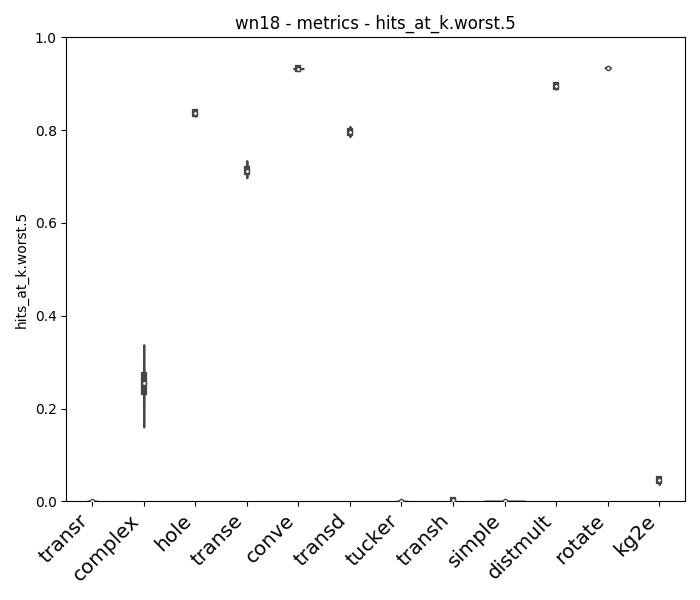 wn18 - metrics - hits_at_k.worst.5
hits_at_k.worst.5
1.0
0.8
0.6
0.4
0.2
0.0
transr
complex
hole
transe
conve
transd
tucker
transh
simple
distmult
rotate
kg2e